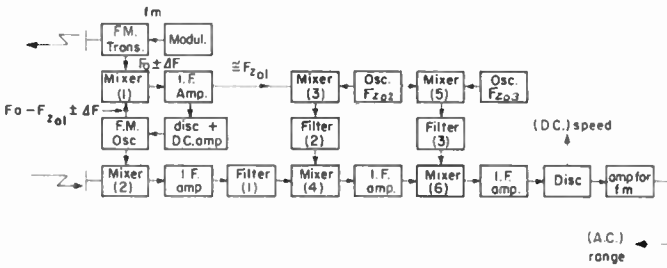 fm
F.M. Trans.
Modul.
Fo ± ΔF
≅ Fzo1
Mixer (1)
I.F. Amp.
Mixer (3)
Osc. Fzo2
Mixer (5)
Osc. Fzo3
Fo – Fzo1 ± ΔF
F.M. Osc
disc + DC.amp
Filter (2)
Filter (3)
(D.C.) speed
Mixer (2)
I.F. amp
Filter (1)
Mixer (4)
I.F. amp.
Mixer (6)
I.F. amp
Disc
amp for fm
(A.C.) range